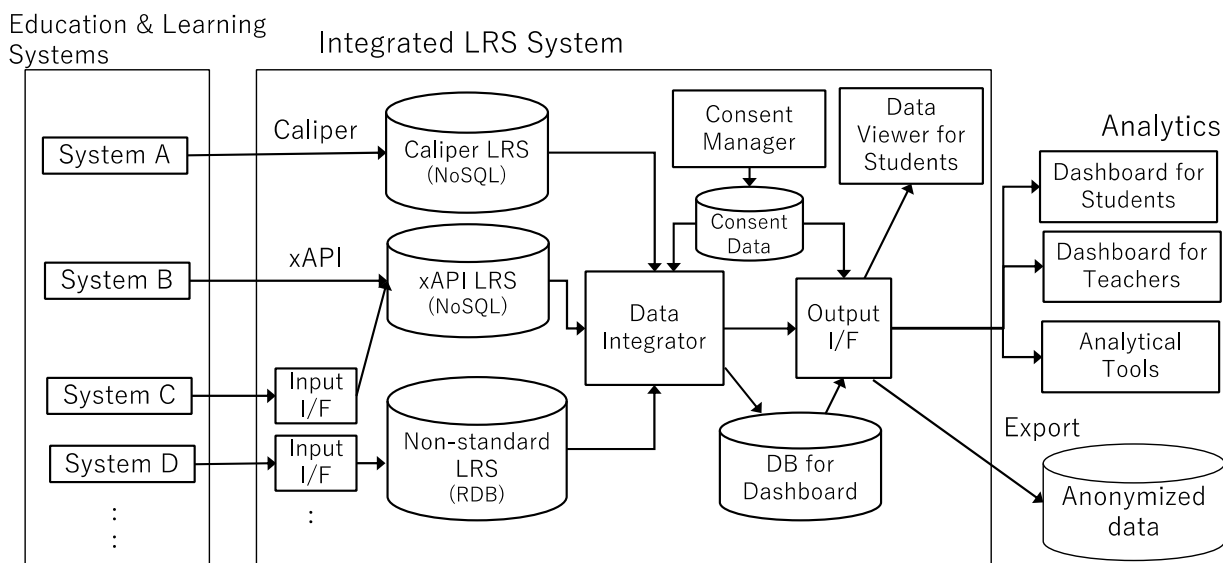 Education & Learning
Systems
Integrated LRS System
Analytics
System A
System B
System C
System D
Caliper
xAPI
Input
I/F
Input
I/F
Caliper LRS
(NoSQL)
xAPI LRS
(NoSQL)
Non-standard
LRS
(RDB)
Consent
Manager
Consent
Data
Data
Integrator
DB for
Dashboard
Data
Viewer for
Students
Output
I/F
Dashboard for
Students
Dashboard for
Teachers
Analytical
Tools
Export
Anonymized
data